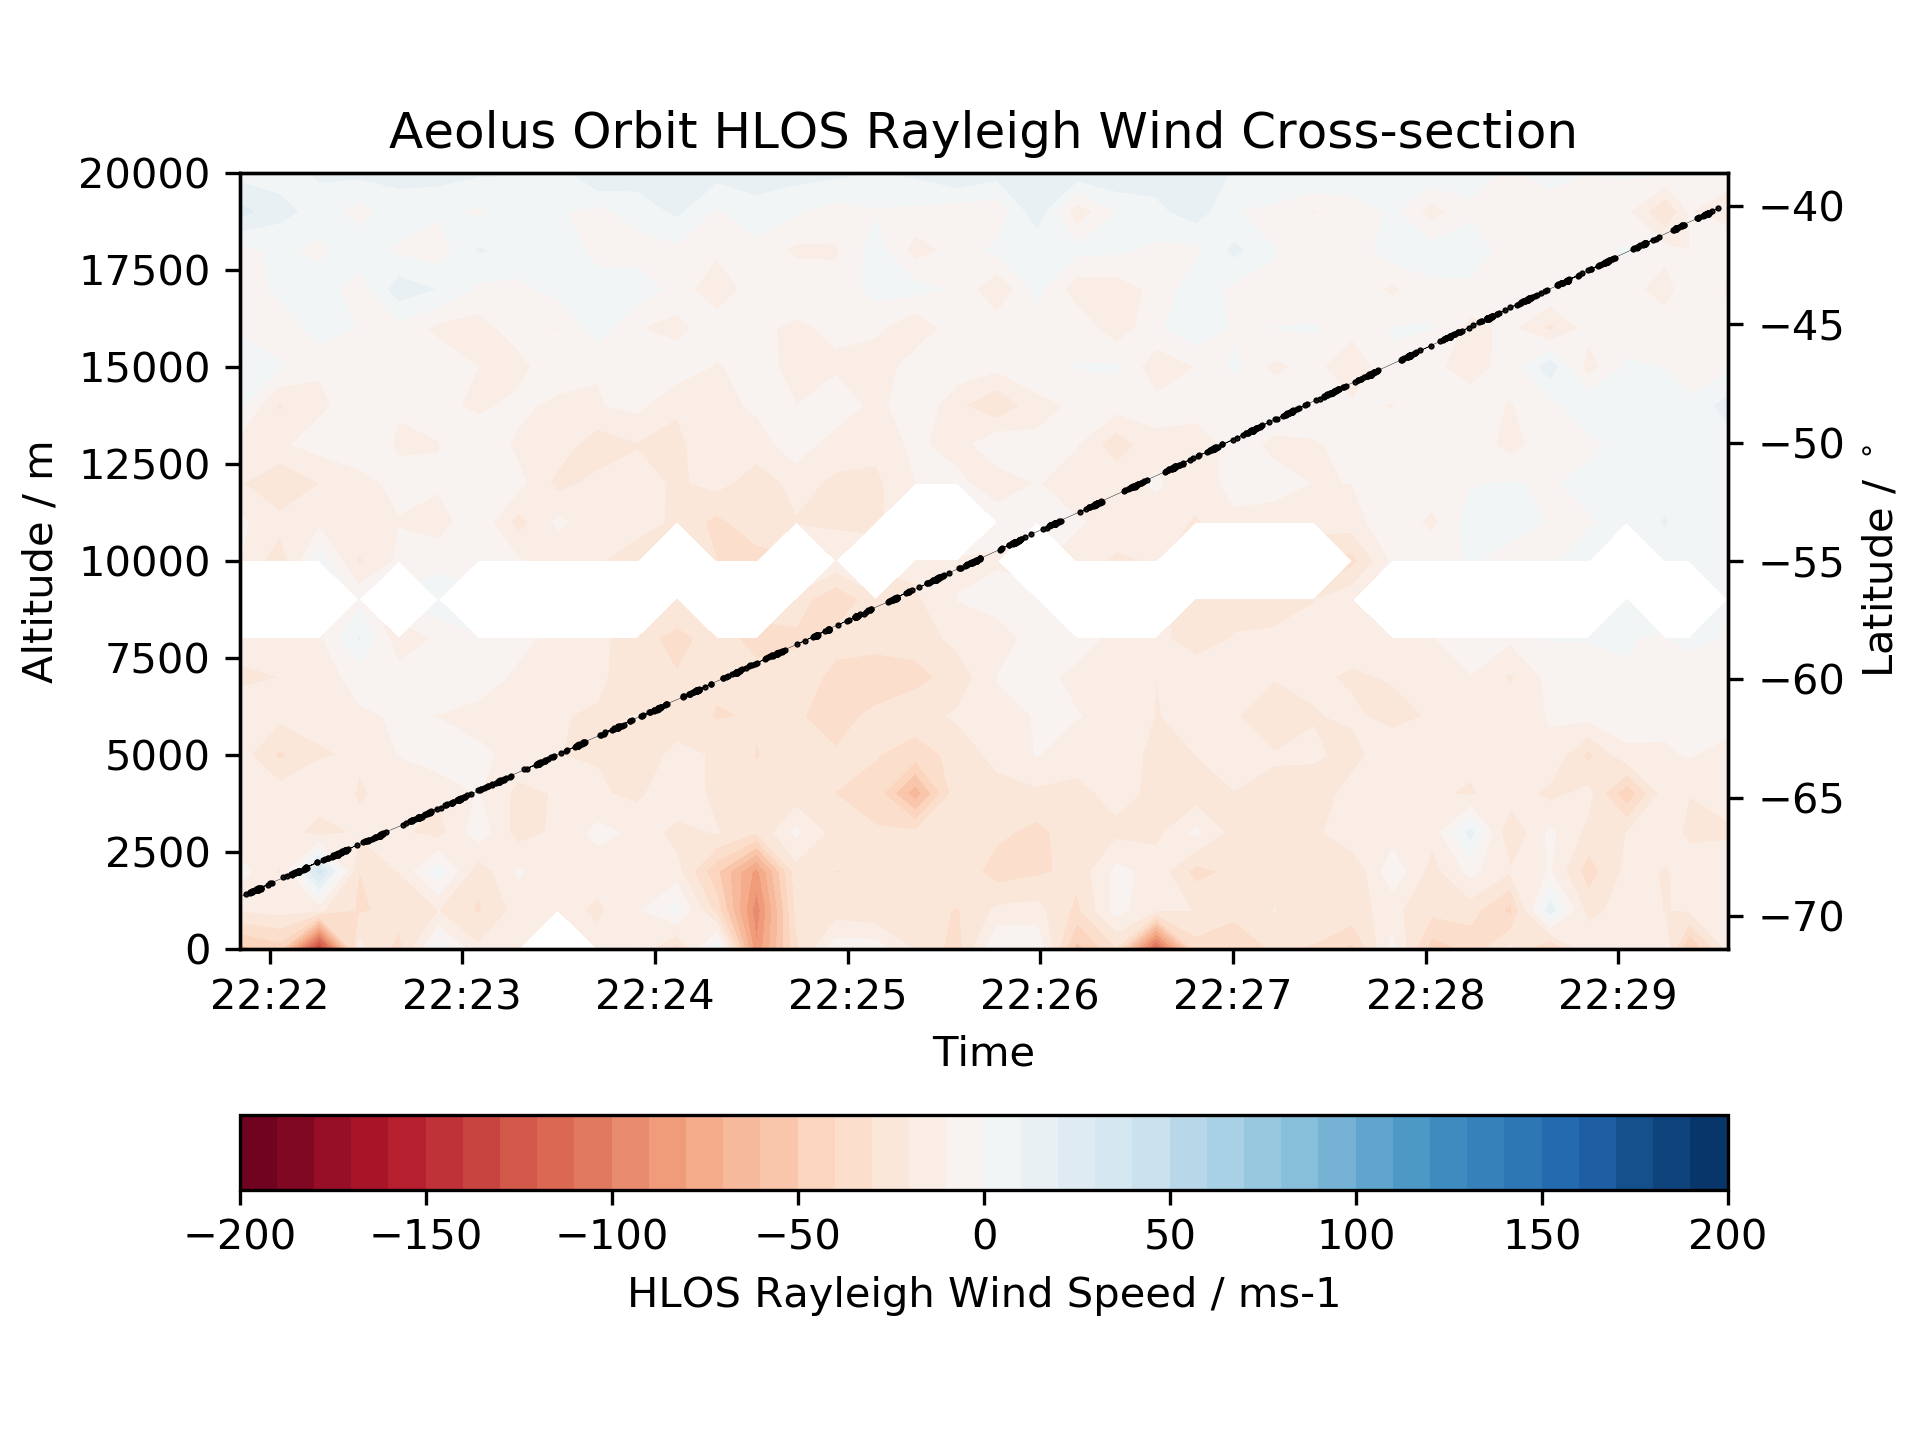 Aeolus Orbit HLOS Rayleigh Wind Cross-section
20000
17500
15000
12500
10000
7500
5000
2500
0
Altitude / m
−40
−45
−50
−55
−60
−65
−70
Latitude / °
22:22 22:23 22:24 22:25 22:26 22:27 22:28 22:29
Time
−200 −150 −100 −50 0 50 100 150 200
HLOS Rayleigh Wind Speed / ms-1